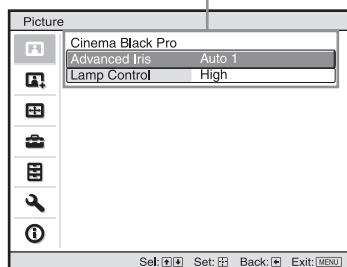 Picture
Cinema Black Pro
Advanced Iris Auto 1
Lamp Control High
Sel: Set: Back: Exit: MENU